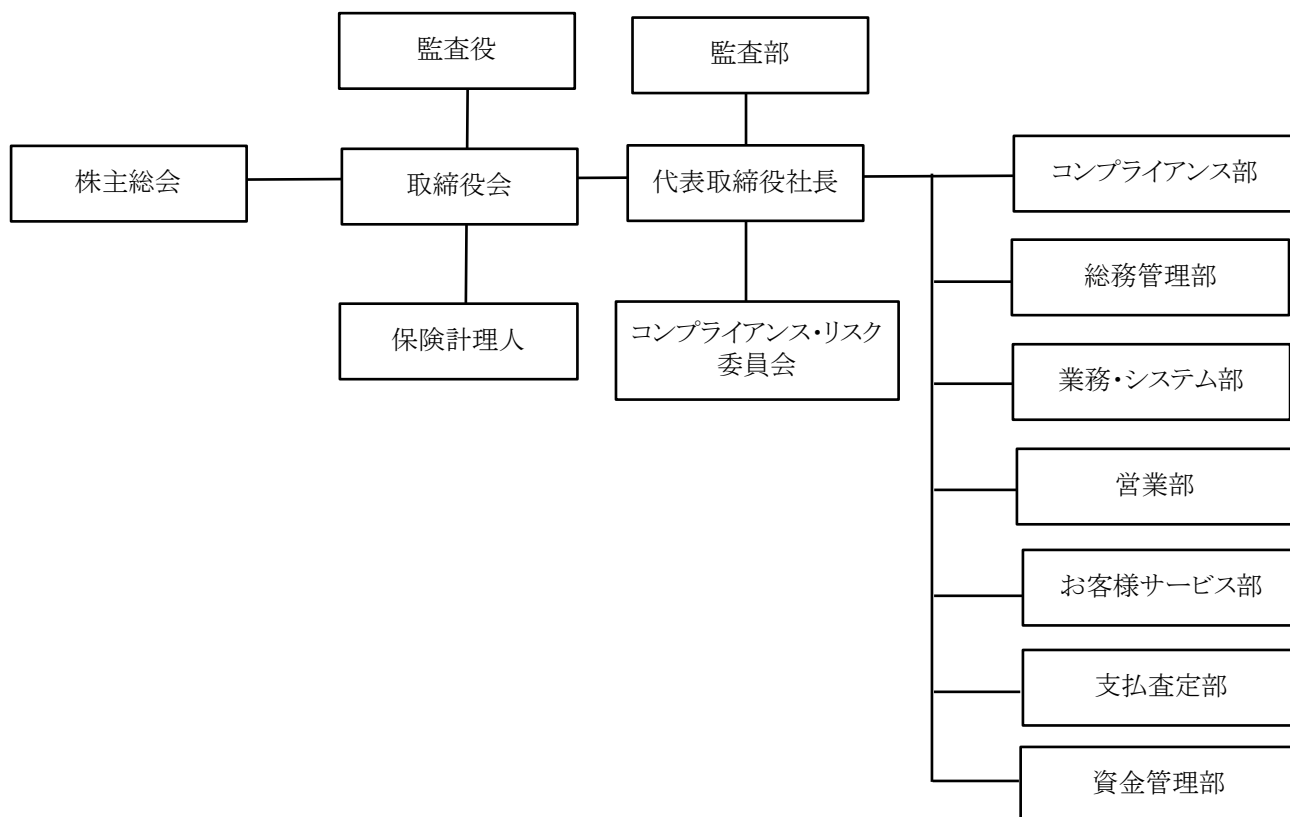 監査役
監査部
株主総会
取締役会
代表取締役社長
保険計理人
コンプライアンス・リスク
委員会
コンプライアンス部
総務管理部
業務・システム部
営業部
お客様サービス部
支払査定部
資金管理部